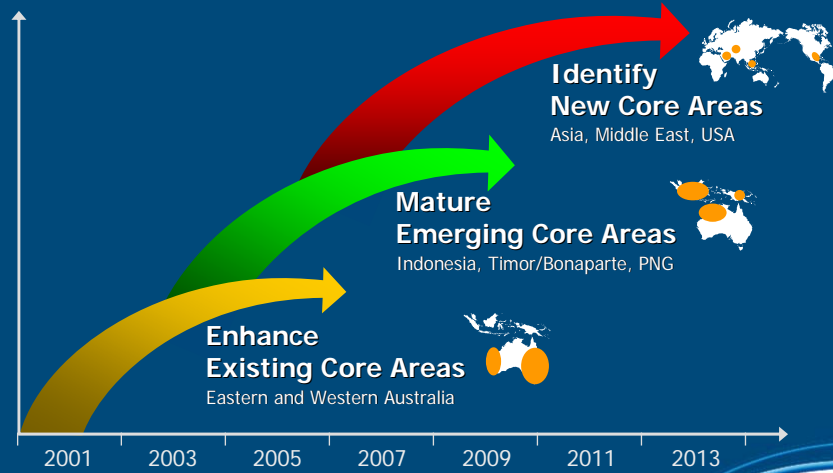 Identify
New Core Areas
Asia, Middle East, USA
Mature
Emerging Core Areas
Indonesia, Timor/Bonaparte, PNG
Enhance
Existing Core Areas
Eastern and Western Australia
2001 2003 2005 2007 2009 2011 2013